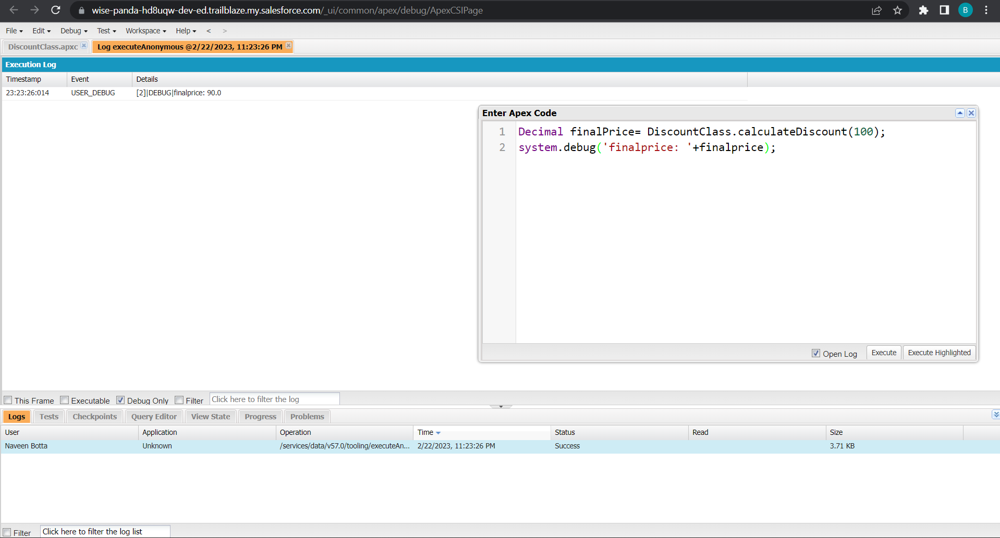 wise-panda-hd8uqw-dev-ed.trailblaze.my.salesforce.com/_ui/common/apex/debug/ApexCSIPage
B
File Edit Debug Test Workspace Help < >
DiscountClass.apxc Log executeAnonymous @2/22/2023, 11:23:26 PM
Execution Log
Timestamp Event Details
23:23:26:014 USER_DEBUG [2]|DEBUG|finalprice: 90.0
Enter Apex Code
1 Decimal finalPrice= DiscountClass.calculateDiscount(100);
2 system.debug('finalprice: '+finalprice);
Open Log Execute Execute Highlighted
This Frame Executable Debug Only Filter Click here to filter the log
Logs Tests Checkpoints Query Editor View State Progress Problems
User Application Operation Time Status Read Size
Naveen Botta Unknown /services/data/v57.0/tooling/executeAn... 2/22/2023, 11:23:26 PM Success 3.71 KB
Filter Click here to filter the log list